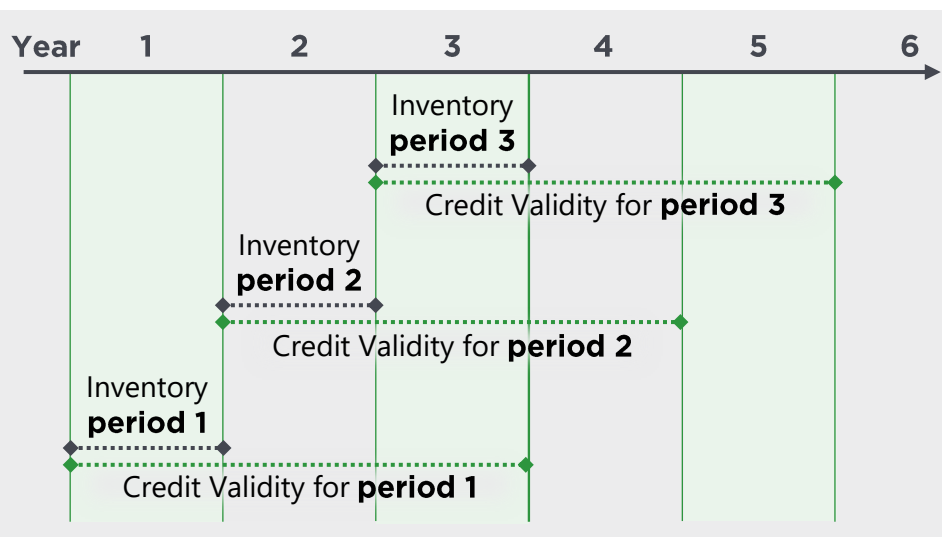 Year 1 2 3 4 5 6
Inventory
period 3
Credit Validity for period 3
Inventory
period 2
Credit Validity for period 2
Inventory
period 1
Credit Validity for period 1